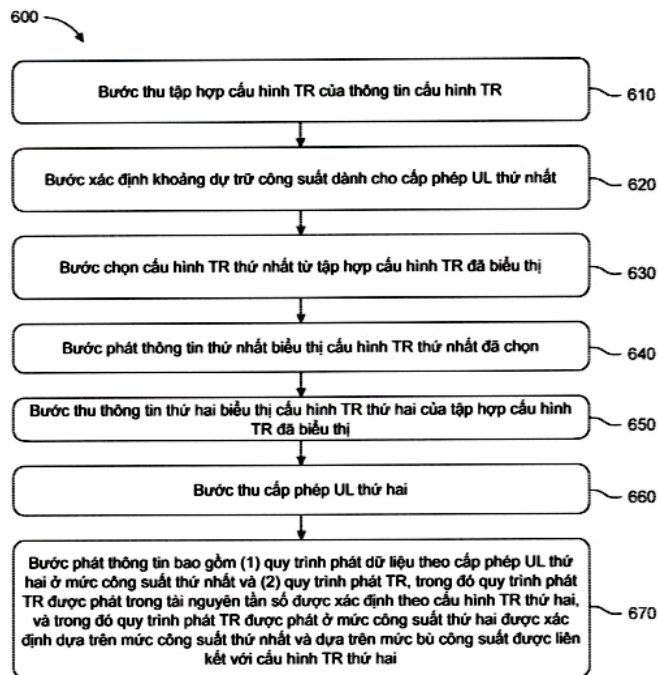 600
Bước thu tập hợp cấu hình TR của thông tin cấu hình TR
610
Bước xác định khoảng dự trữ công suất dành cho cấp phép UL thứ nhất
620
Bước chọn cấu hình TR thứ nhất từ tập hợp cấu hình TR đã biểu thị
630
Bước phát thông tin thứ nhất biểu thị cấu hình TR thứ nhất đã chọn
640
Bước thu thông tin thứ hai biểu thị cấu hình TR thứ hai của tập hợp cấu hình
TR đã biểu thị
650
Bước thu cấp phép UL thứ hai
660
Bước phát thông tin bao gồm (1) quy trình phát dữ liệu theo cấp phép UL thứ
hai ở mức công suất thứ nhất và (2) quy trình phát TR, trong đó quy trình phát
TR được phát trong tài nguyên tần số được xác định theo cấu hình TR thứ hai,
và trong đó quy trình phát TR được phát ở mức công suất thứ hai được xác
định dựa trên mức công suất thứ nhất và dựa trên mức bù công suất được liên
kết với cấu hình TR thứ hai
670